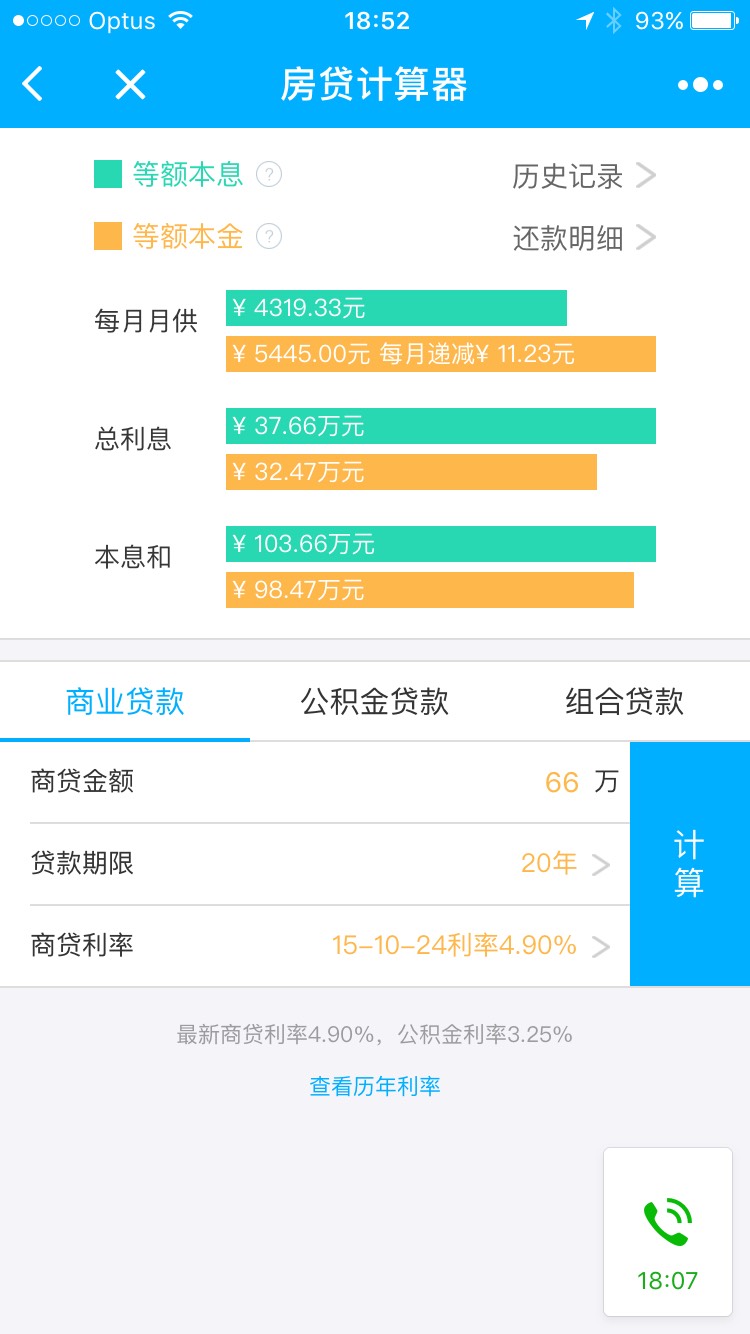 Optus 18:52 93%
房贷计算器
等额本息 ? 历史记录
等额本金 ? 还款明细
每月月供
¥ 4319.33元
¥ 5445.00元 每月递减¥ 11.23元
总利息
¥ 37.66万元
¥ 32.47万元
本息和
¥ 103.66万元
¥ 98.47万元
商业贷款 公积金贷款 组合贷款
商贷金额 66 万
贷款期限 20年
商贷利率 15-10-24利率4.90%
计算
最新商贷利率4.90%，公积金利率3.25%
查看历年利率
18:07